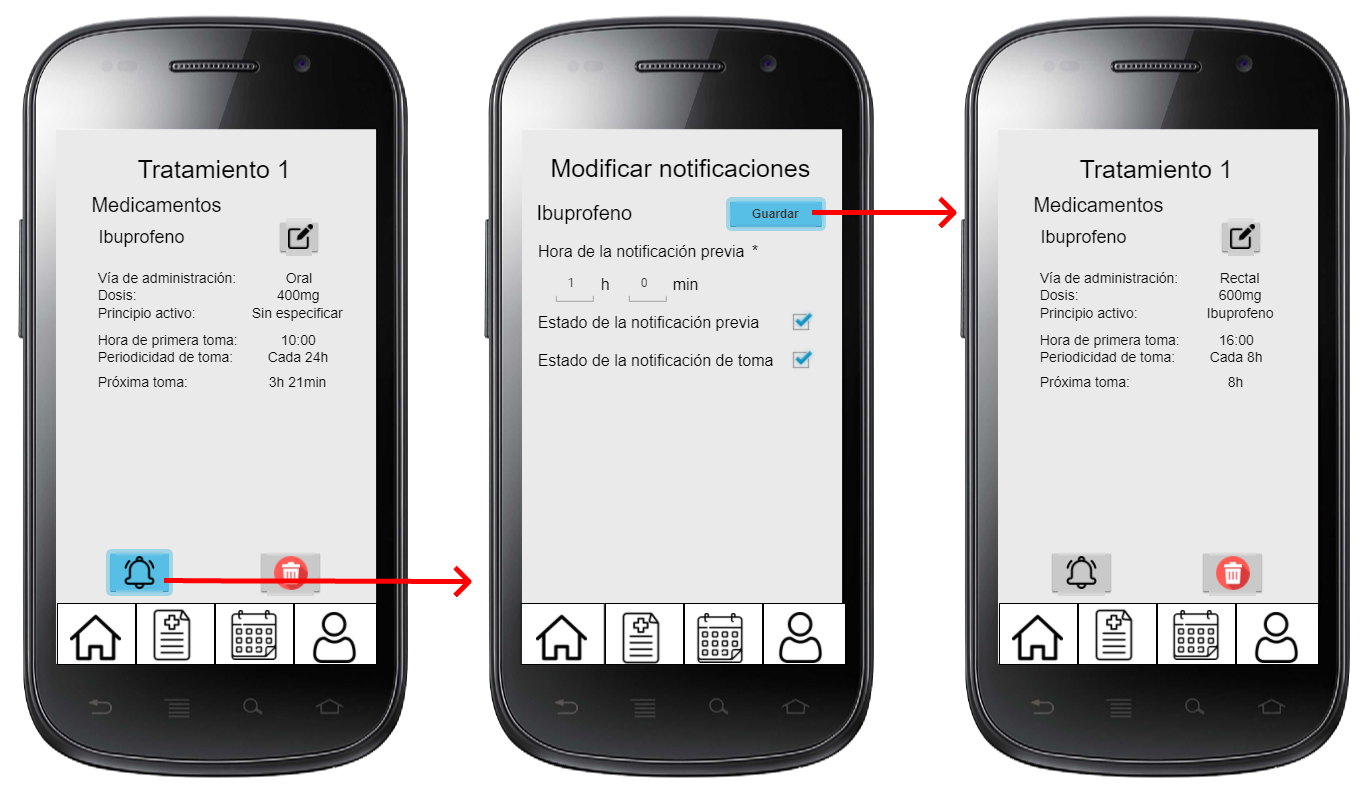 Tratamiento 1
Medicamentos
Ibuprofeno
Vía de administración: Oral
Dosis: 400mg
Principio activo: Sin especificar
Hora de primera toma: 10:00
Periodicidad de toma: Cada 24h
Próxima toma: 3h 21min
Modificar notificaciones
Ibuprofeno Guardar
Hora de la notificación previa *
1 h 0 min
Estado de la notificación previa
Estado de la notificación de toma
Tratamiento 1
Medicamentos
Ibuprofeno
Vía de administración: Rectal
Dosis: 600mg
Principio activo: Ibuprofeno
Hora de primera toma: 16:00
Periodicidad de toma: Cada 8h
Próxima toma: 8h